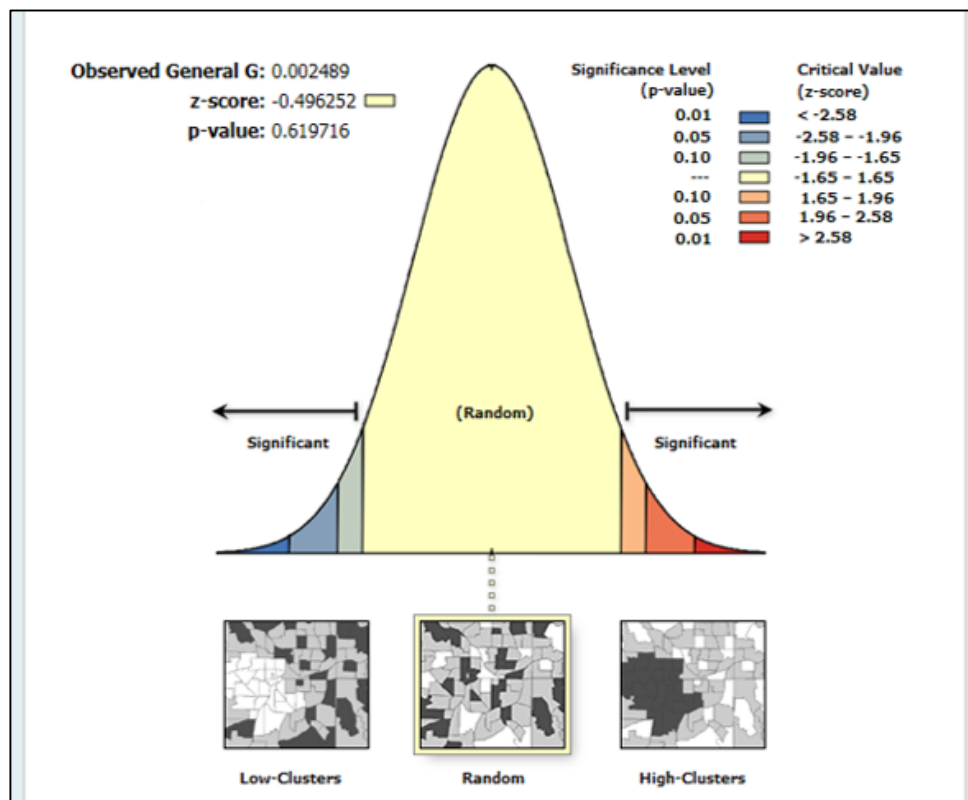 Observed General G: 0.002489
z-score: -0.496252
p-value: 0.619716
Significance Level Critical Value
(p-value) (z-score)
0.01 < -2.58
0.05 -2.58 – -1.96
0.10 -1.96 – -1.65
--- -1.65 – 1.65
0.10 1.65 – 1.96
0.05 1.96 – 2.58
0.01 > 2.58
(Random)
Significant Significant
Low-Clusters Random High-Clusters